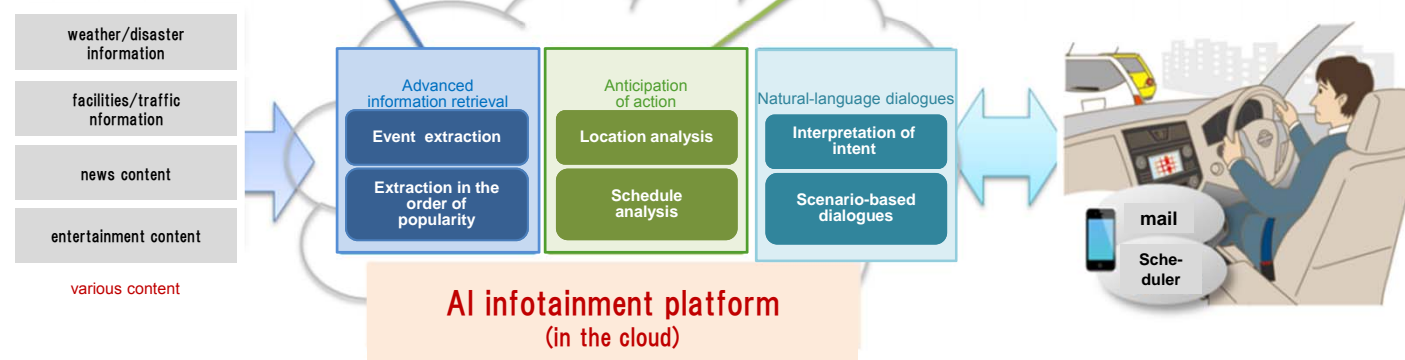 weather/disaster
information
facilities/traffic
nformation
news content
entertainment content
various content
Advanced
information retrieval
Event extraction
Extraction in the
order of
popularity
Anticipation
of action
Location analysis
Schedule
analysis
Natural-language dialogues
Interpretation of
intent
Scenario-based
dialogues
AI infotainment platform
(in the cloud)
mail
Sche-
duler